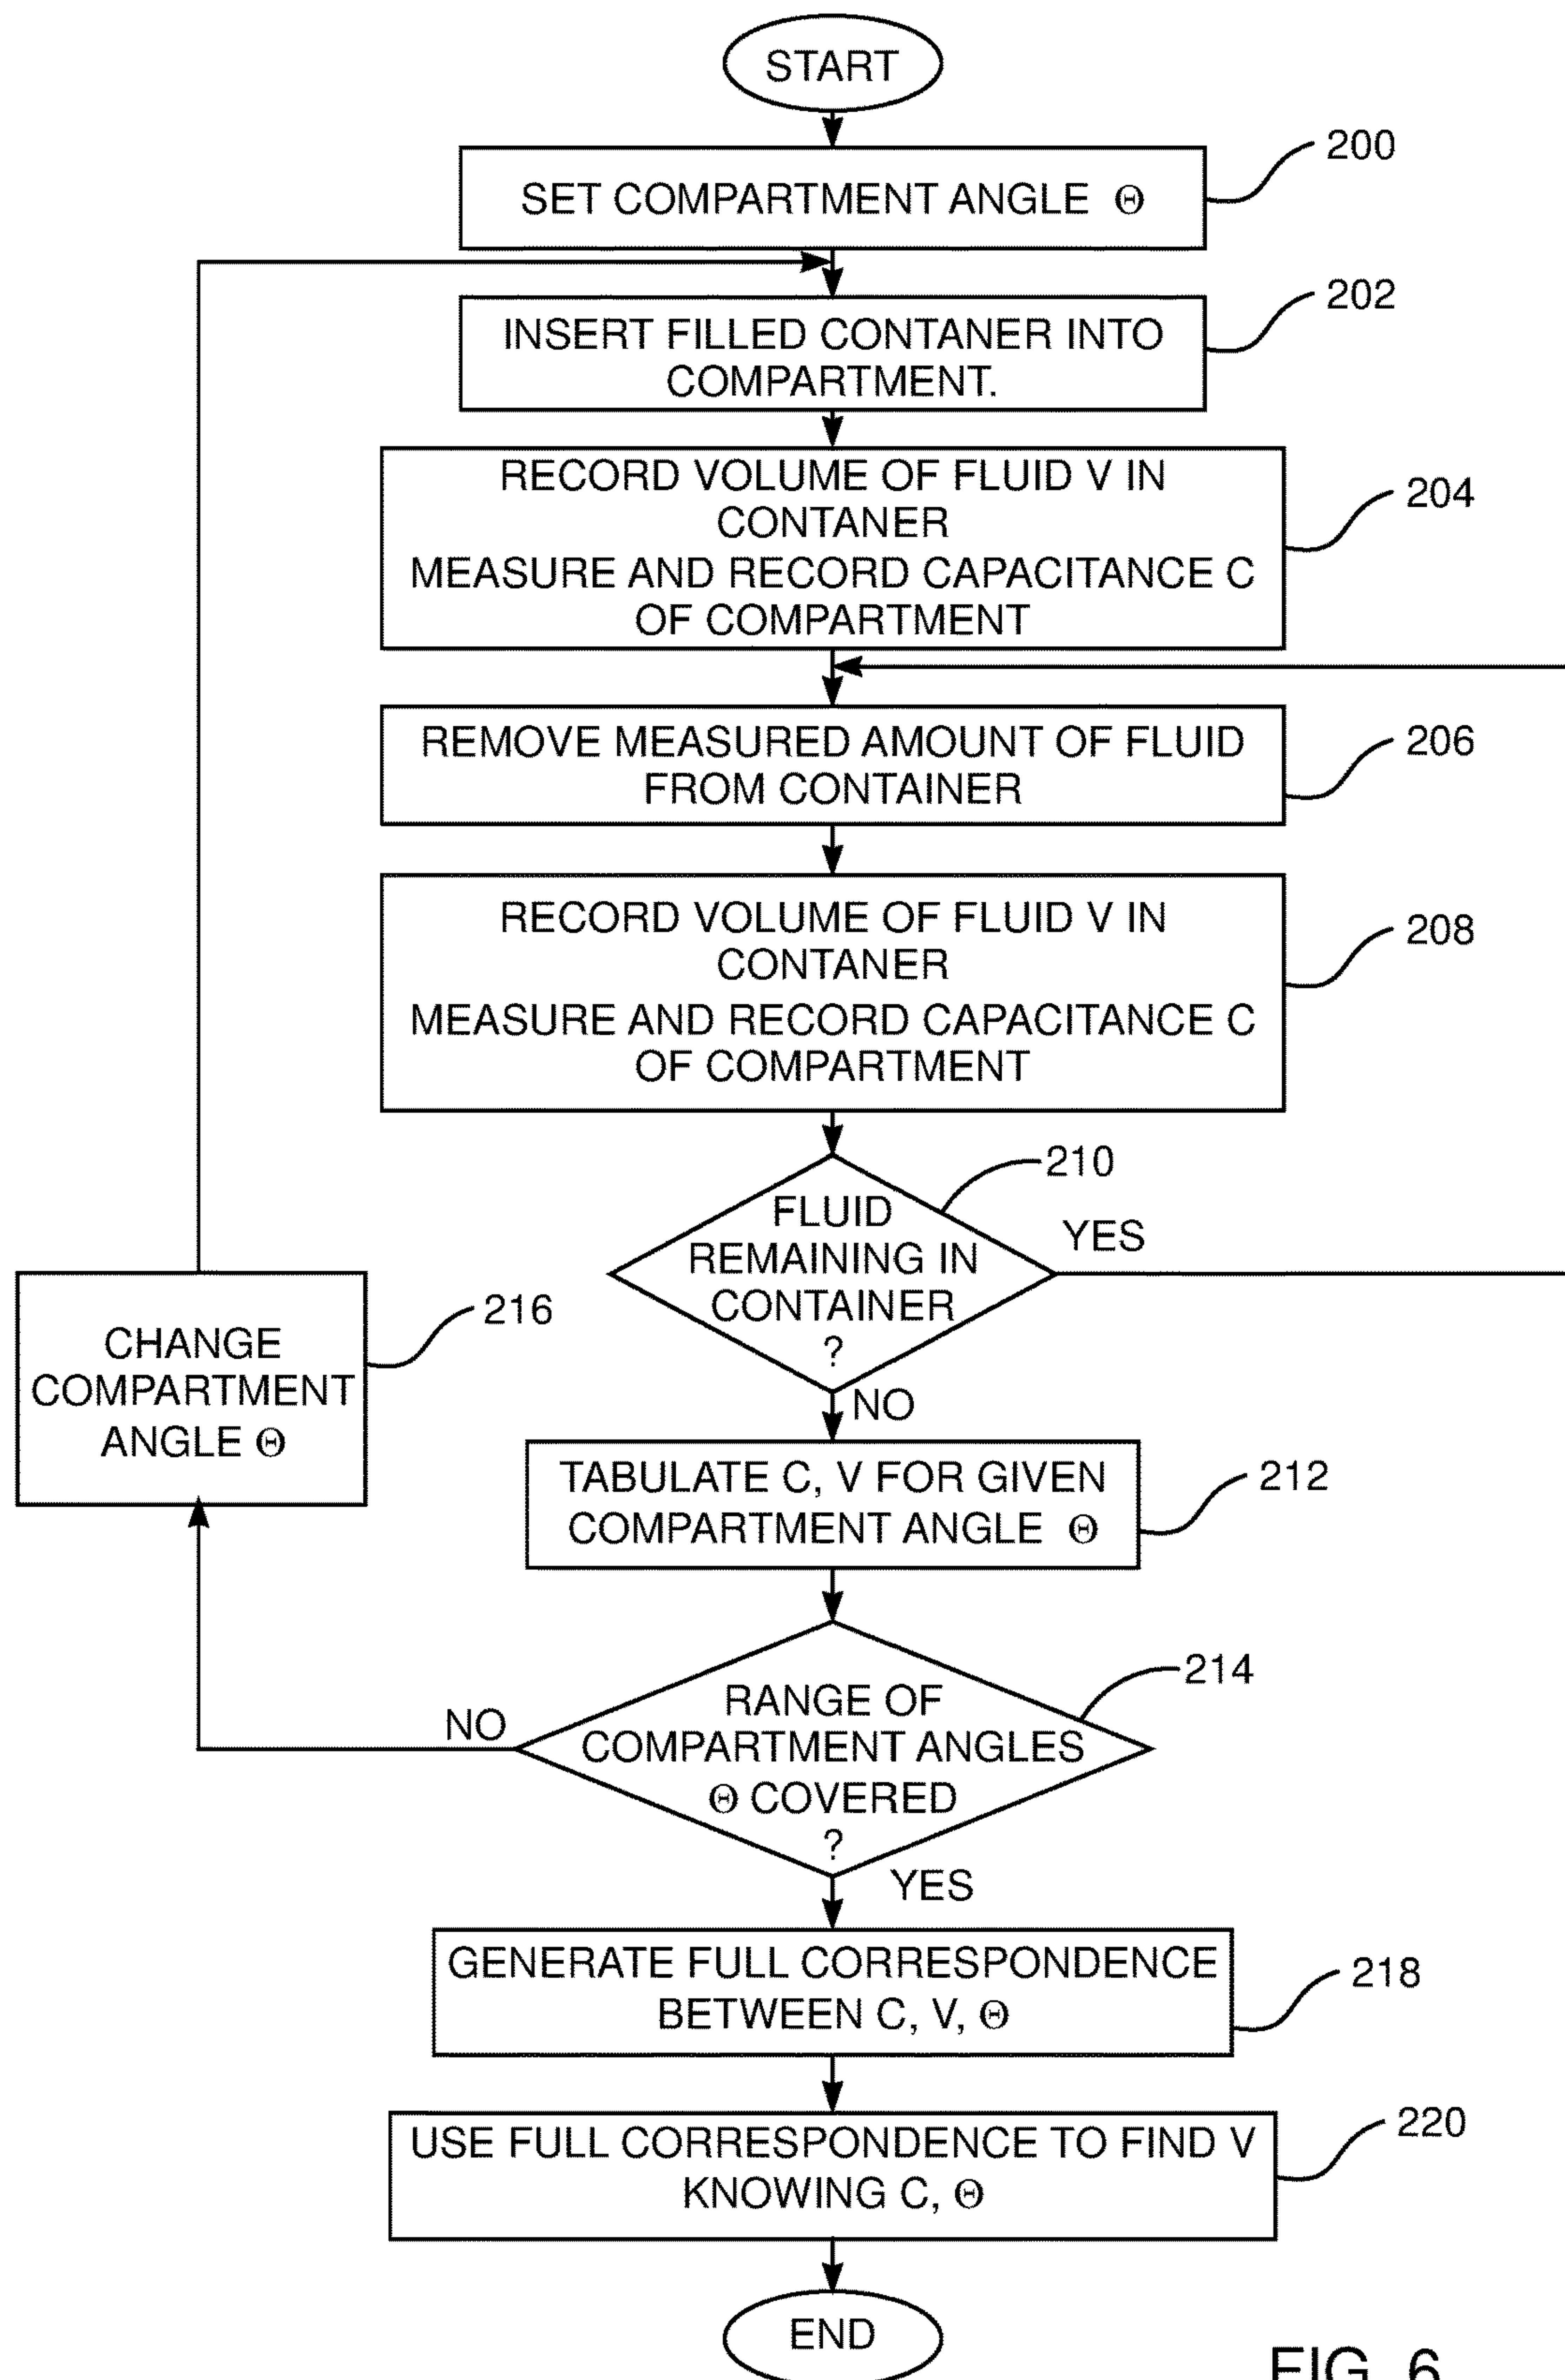 START
200
SET COMPARTMENT ANGLE Θ
202
INSERT FILLED CONTANER INTO
COMPARTMENT.
RECORD VOLUME OF FLUID V IN
CONTANER
MEASURE AND RECORD CAPACITANCE C
OF COMPARTMENT
204
REMOVE MEASURED AMOUNT OF FLUID
FROM CONTAINER
206
RECORD VOLUME OF FLUID V IN
CONTANER
MEASURE AND RECORD CAPACITANCE C
OF COMPARTMENT
208
210
FLUID
REMAINING IN
CONTAINER
?
YES
NO
216
CHANGE
COMPARTMENT
ANGLE Θ
TABULATE C, V FOR GIVEN
COMPARTMENT ANGLE Θ
212
214
RANGE OF
COMPARTMENT ANGLES
Θ COVERED
?
NO
YES
GENERATE FULL CORRESPONDENCE
BETWEEN C, V, Θ
218
USE FULL CORRESPONDENCE TO FIND V
KNOWING C, Θ
220
END
FIG. 6